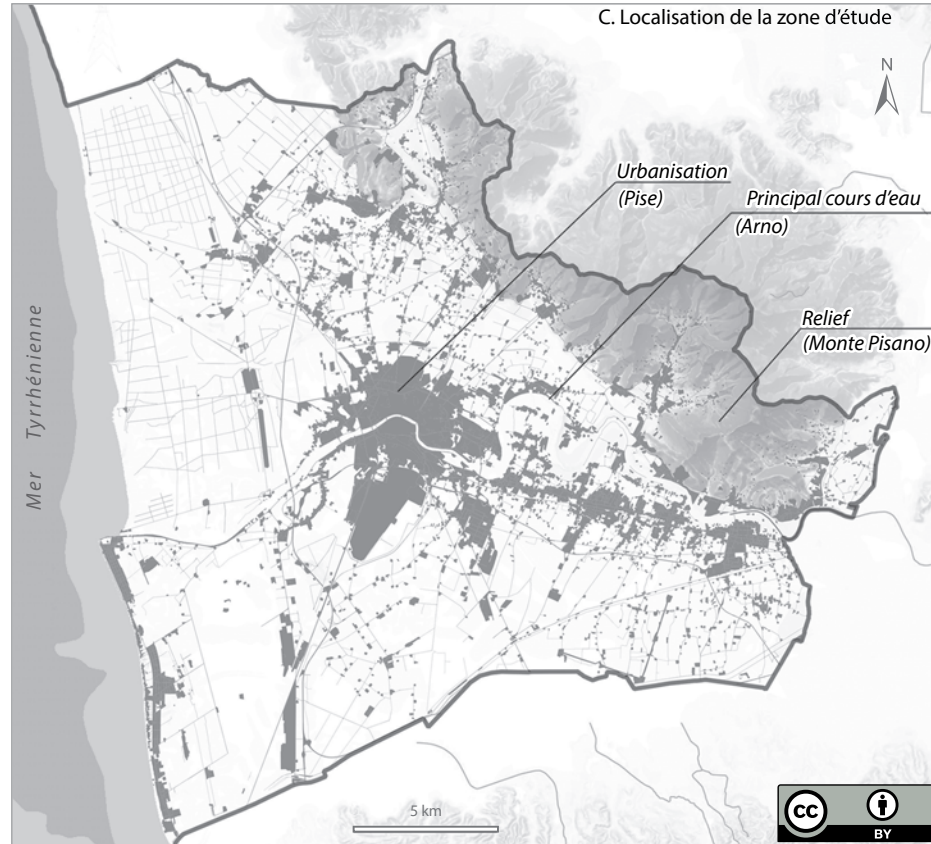 C. Localisation de la zone d’étude
N
Urbanisation
(Pise)
Principal cours d’eau
(Arno)
Relief
(Monte Pisano)
Mer Tyrrhénienne
5 km
cc
BY